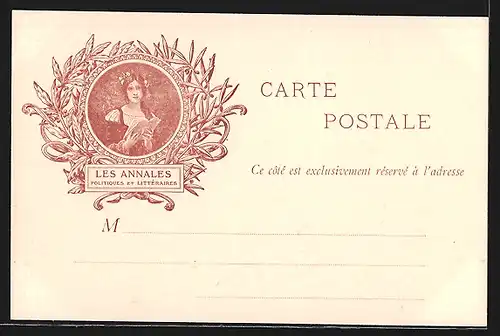 LES ANNALES
POLITIQUES ET LITTÉRAIRES
CARTE
POSTALE
Ce côté est exclusivement réservé à l'adresse
M